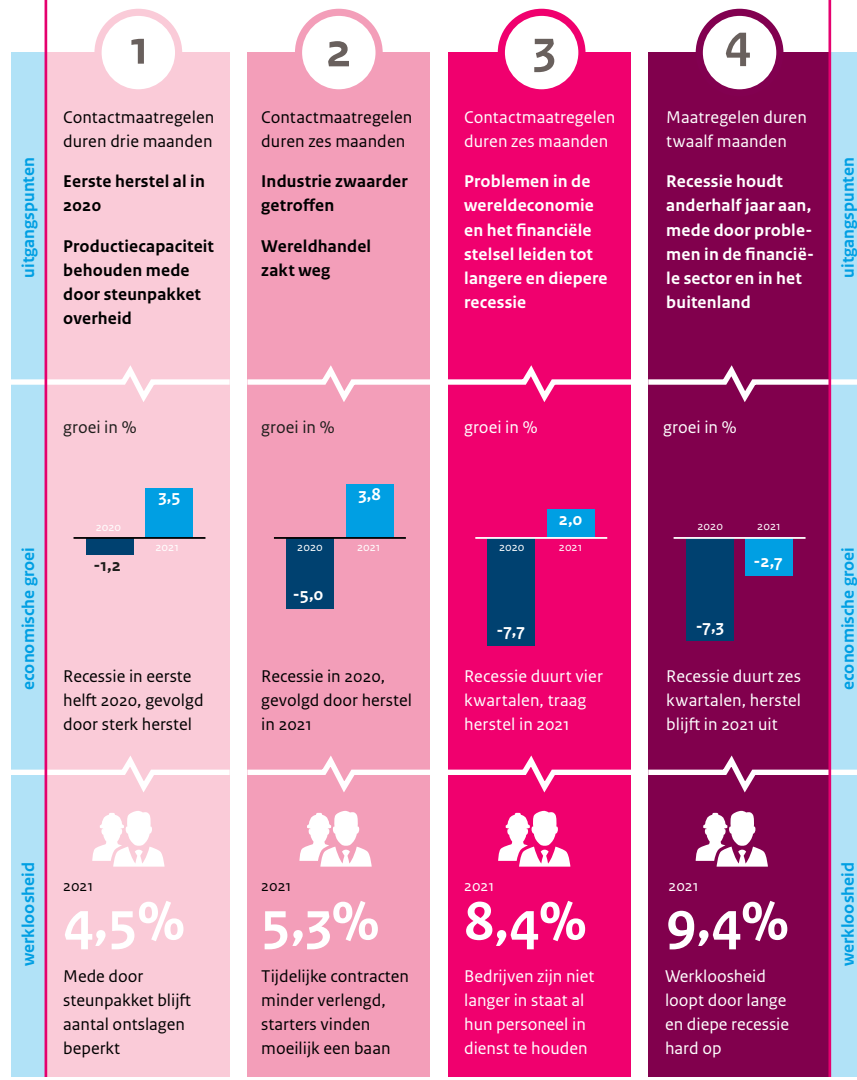 1
Contactmaatregelen
duren drie maanden
Eerste herstel al in
2020
Productiecapaciteit
behouden mede
door steunpakket
overheid
2
Contactmaatregelen
duren zes maanden
Industrie zwaarder
getroffen
Wereldhandel
zakt weg
3
Contactmaatregelen
duren zes maanden
Problemen in de
wereldeconomie
en het financiële
stelsel leiden tot
langere en diepere
recessie
4
Maatregelen duren
twaalf maanden
Recessie houdt
anderhalf jaar aan,
mede door proble-
men in de financië-
le sector en in het
buitenland
uitgangspunten
uitgangspunten
groei in %
3,5
2020
2021
-1,2
Recessie in eerste
helft 2020, gevolgd
door sterk herstel
groei in %
3,8
2020
2021
-5,0
Recessie in 2020,
gevolgd door herstel
in 2021
groei in %
2,0
2020
2021
-7,7
Recessie duurt vier
kwartalen, traag
herstel in 2021
groei in %
2020
2021
-2,7
-7,3
Recessie duurt zes
kwartalen, herstel
blijft in 2021 uit
economische groei
economische groei
2021
4,5%
Mede door
steunpakket blijft
aantal ontslagen
beperkt
2021
5,3%
Tijdelijke contracten
minder verlengd,
starters vinden
moeilijk een baan
2021
8,4%
Bedrijven zijn niet
langer in staat al
hun personeel in
dienst te houden
2021
9,4%
Werkloosheid
loopt door lange
en diepe recessie
hard op
werkloosheid
werkloosheid